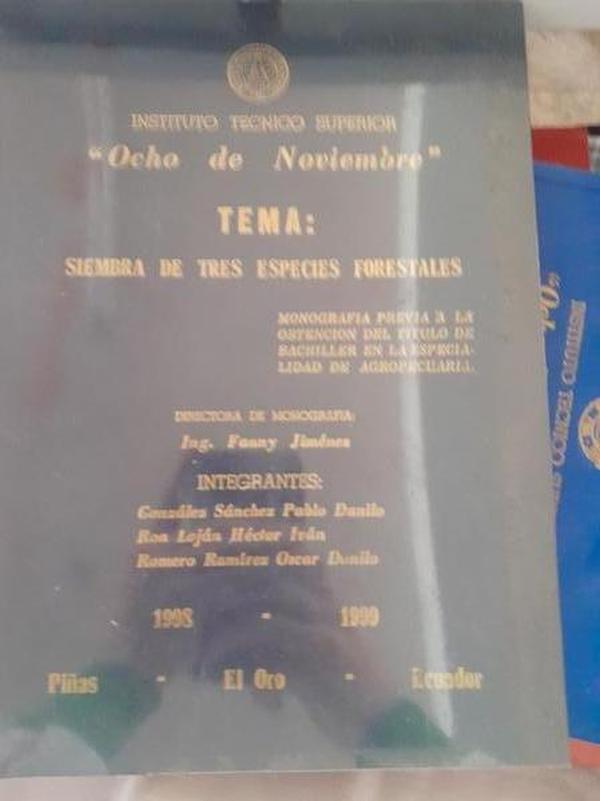 INSTITUTO TECNICO SUPERIOR
"Ocho de Noviembre"
TEMA:
SIEMBRA DE TRES ESPECIES FORESTALES
MONOGRAFIA PREVIA A LA
OBTENCION DEL TITULO DE
BACHILLER EN LA ESPECIA-
LIDAD DE AGROPECUARIA.
DIRECTORA DE MONOGRAFIA:
Ing. Fanny Jiménez
INTEGRANTES:
González Sánchez Pablo Danilo
Roa Loján Héctor Iván
Romero Ramírez Oscar Danilo
1998 - 1999
Piñas - El Oro - Ecuador